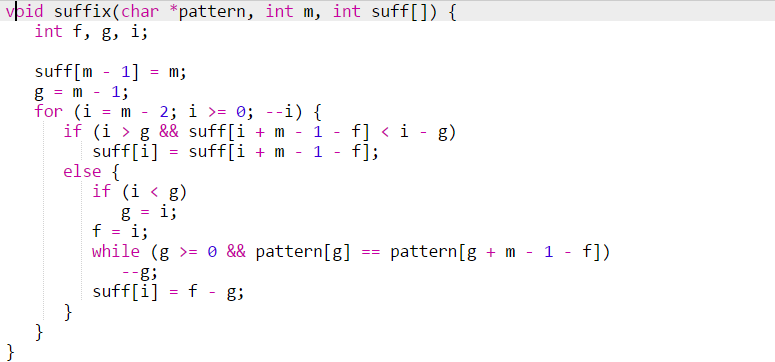 void suffix(char *pattern, int m, int suff[]) {
   int f, g, i;

   suff[m - 1] = m;
   g = m - 1;
   for (i = m - 2; i >= 0; --i) {
      if (i > g && suff[i + m - 1 - f] < i - g)
         suff[i] = suff[i + m - 1 - f];
      else {
         if (i < g)
            g = i;
         f = i;
         while (g >= 0 && pattern[g] == pattern[g + m - 1 - f])
            --g;
         suff[i] = f - g;
      }
   }
}